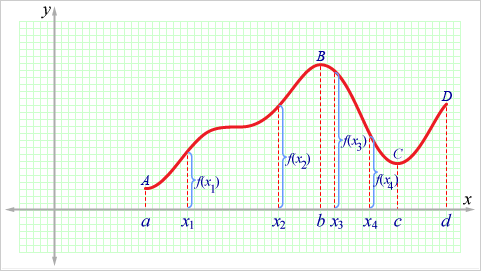 y
B
D
f(x₃)
A
f(x₁)
f(x₂)
C
f(x₄)
x
a x₁ x₂ b x₃ x₄ c d